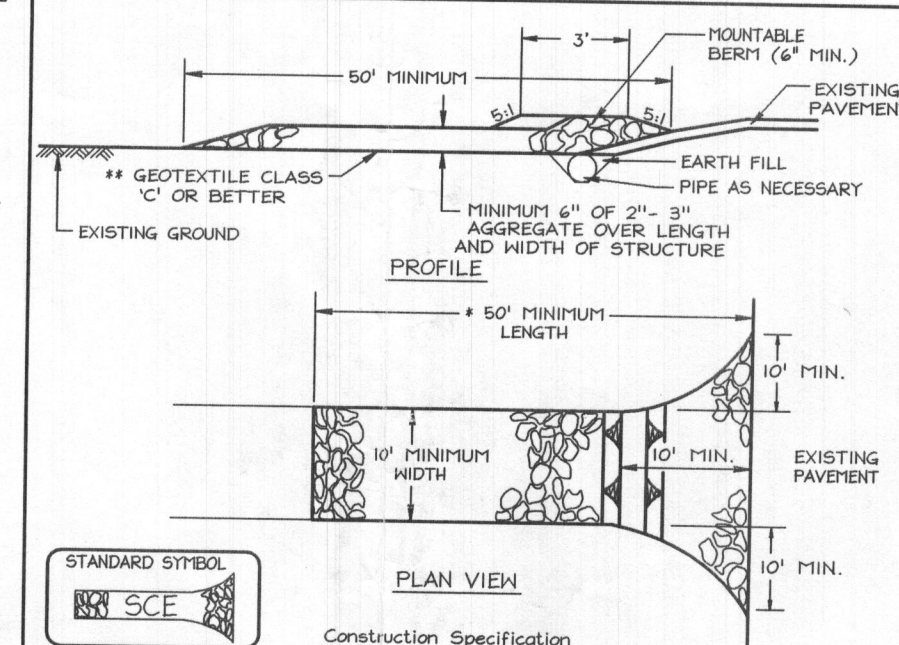 3'
MOUNTABLE
BERM (6" MIN.)
50' MINIMUM
EXISTING
PAVEMENT
5:1
5:1
** GEOTEXTILE CLASS
'C' OR BETTER
EARTH FILL
PIPE AS NECESSARY
EXISTING GROUND
MINIMUM 6" OF 2"- 3"
AGGREGATE OVER LENGTH
AND WIDTH OF STRUCTURE
PROFILE
* 50' MINIMUM
LENGTH
10' MIN.
10' MINIMUM
WIDTH
10' MIN.
EXISTING
PAVEMENT
STANDARD SYMBOL
SCE
PLAN VIEW
10' MIN.
Construction Specification